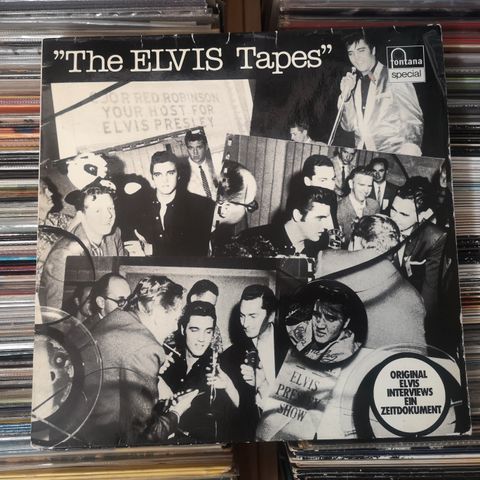 "The ELVIS Tapes"
fontana
special
FOR RED ROBINSON
YOUR HOST FOR
ELVIS PRESLEY
ELVIS
PRESLEY
SHOW
ORIGINAL
ELVIS
INTERVIEWS
EIN
ZEITDOKUMENT